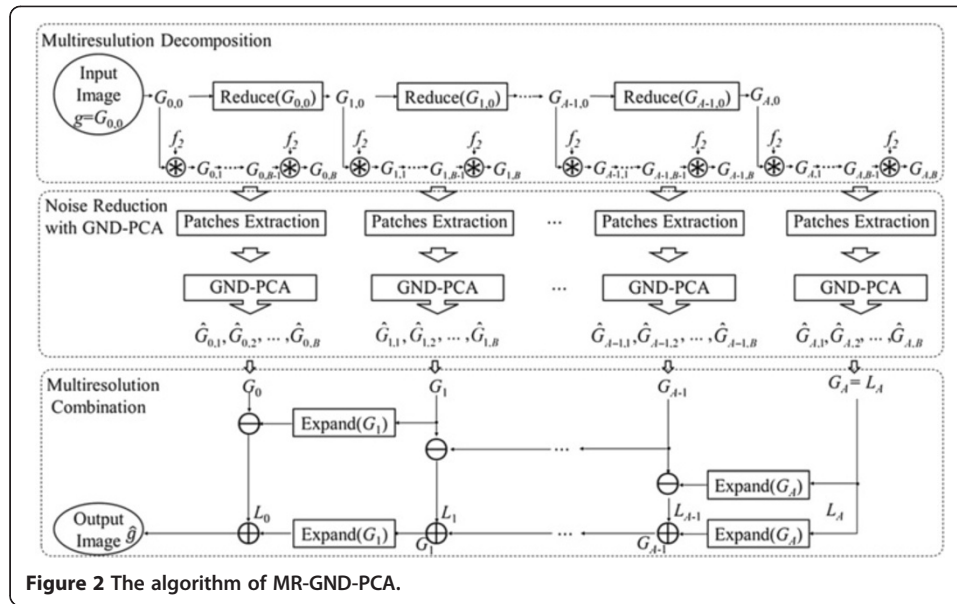 Multiresulution Decomposition
Input Image g=G0,0
G0,0 Reduce(G0,0) G1,0 Reduce(G1,0) ... GA-1,0 Reduce(GA-1,0) GA,0
f2 f2 f2 f2 f2 f2 f2 f2
G0,1 ... G0,B-1 G0,B G1,1 ... G1,B-1 G1,B GA-1,1 ... GA-1,B-1 GA-1,B GA,1 ... GA,B-1 GA,B
Noise Reduction with GND-PCA
Patches Extraction Patches Extraction ... Patches Extraction Patches Extraction
GND-PCA GND-PCA ... GND-PCA GND-PCA
Ĝ0,1, Ĝ0,2, ... ,Ĝ0,B Ĝ1,1, Ĝ1,2, ... ,Ĝ1,B ĜA-1,1, ĜA-1,2, ... ,ĜA-1,B ĜA,1, ĜA,2, ... ,ĜA,B
Multiresolution Combination
G0 G1 GA-1 GA= LA
Expand(G1)
...
Expand(GA)
L0 L1 LA-1 LA
Output Image ĝ
Expand(G1) G1 ... GA-1 Expand(GA)
Figure 2 The algorithm of MR-GND-PCA.